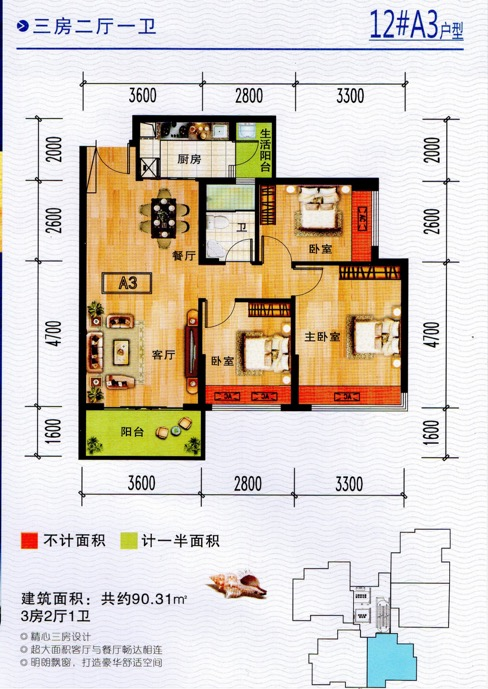 三房二厅一卫
12#A3户型
3600 2800 3300
2000 2600 4700 1600
厨房
生活阳台
卫
卧室
餐厅
A3
客厅
卧室
主卧室
阳台
2000 2600 4700 1600
3600 2800 3300
不计面积 计一半面积
建筑面积：共约90.31㎡
3房2厅1卫
◎ 精心三房设计
◎ 超大面积客厅与餐厅畅达相连
◎ 明朗飘窗，打造豪华舒适空间